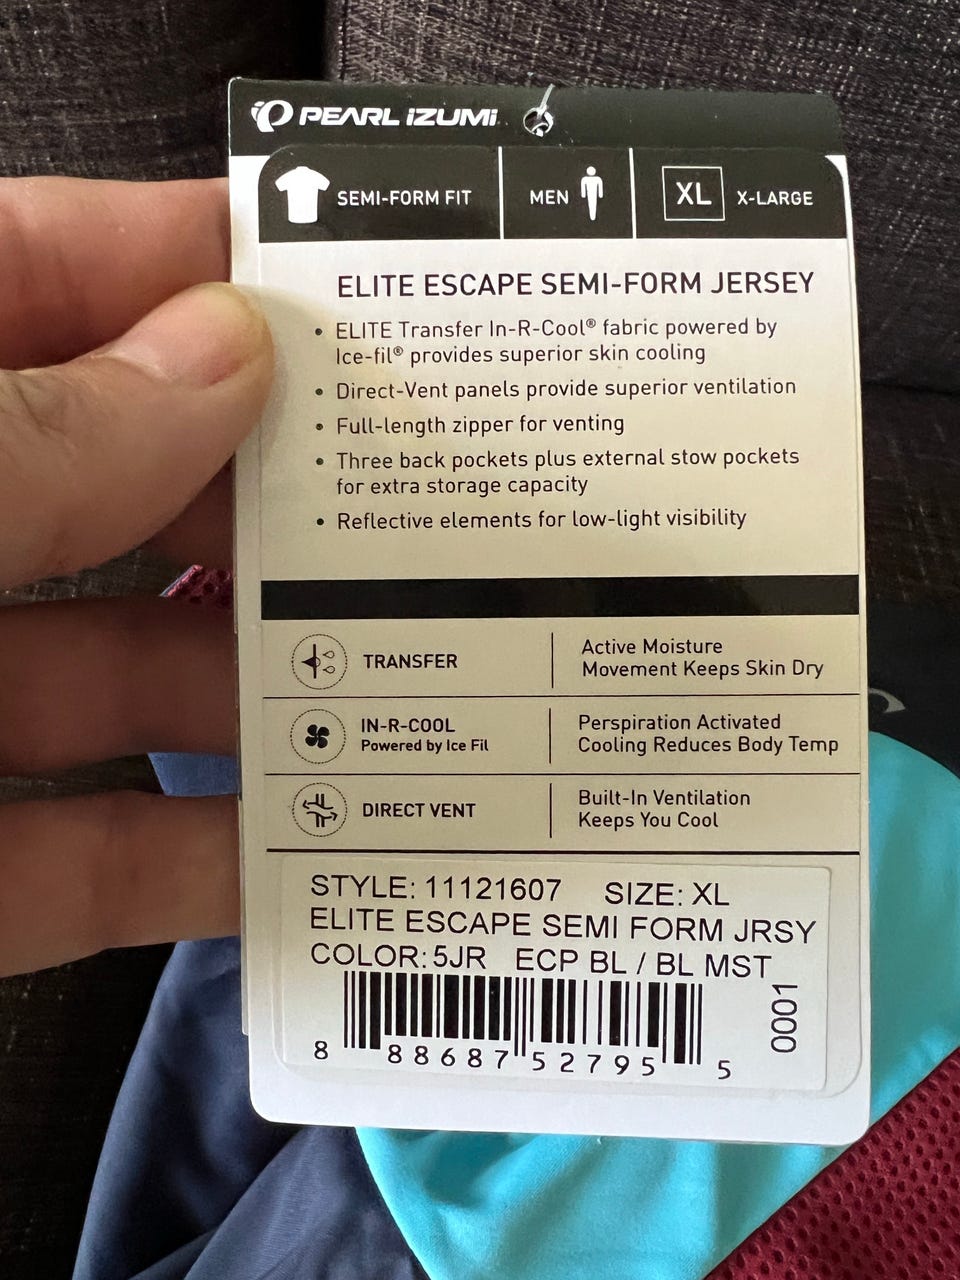 PEARL iZUMi
SEMI-FORM FIT
MEN
XL X-LARGE
ELITE ESCAPE SEMI-FORM JERSEY
• ELITE Transfer In-R-Cool® fabric powered by
Ice-fil® provides superior skin cooling
• Direct-Vent panels provide superior ventilation
• Full-length zipper for venting
• Three back pockets plus external stow pockets
for extra storage capacity
• Reflective elements for low-light visibility
TRANSFER
Active Moisture
Movement Keeps Skin Dry
IN-R-COOL
Powered by Ice Fil
Perspiration Activated
Cooling Reduces Body Temp
DIRECT VENT
Built-In Ventilation
Keeps You Cool
STYLE: 11121607 SIZE: XL
ELITE ESCAPE SEMI FORM JRSY
COLOR: 5JR ECP BL / BL MST
8 88687 52795 5
0001